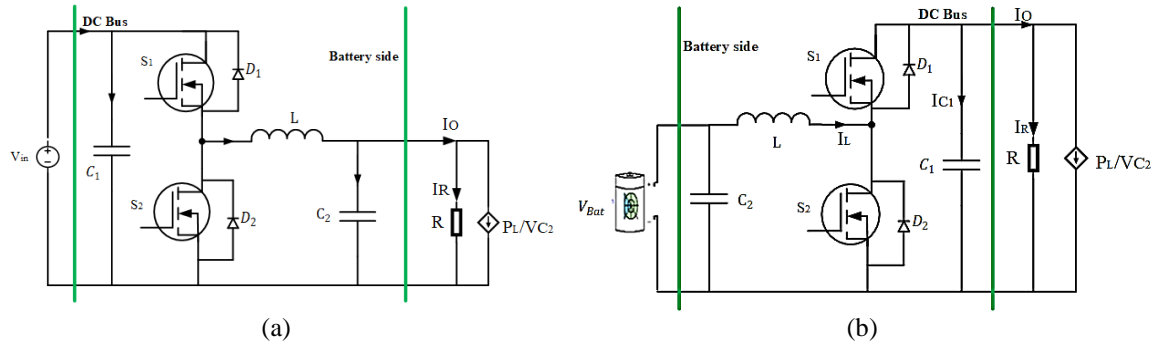 DC Bus
S1
D1
Battery side
L
IO
Vin
C1
S2
D2
C2
IR
R
PL/VC2
(a)
DC Bus
IO
Battery side
S1
D1
IC1
L
IL
IR
R
C1
PL/VC2
VBat
C2
S2
D2
(b)